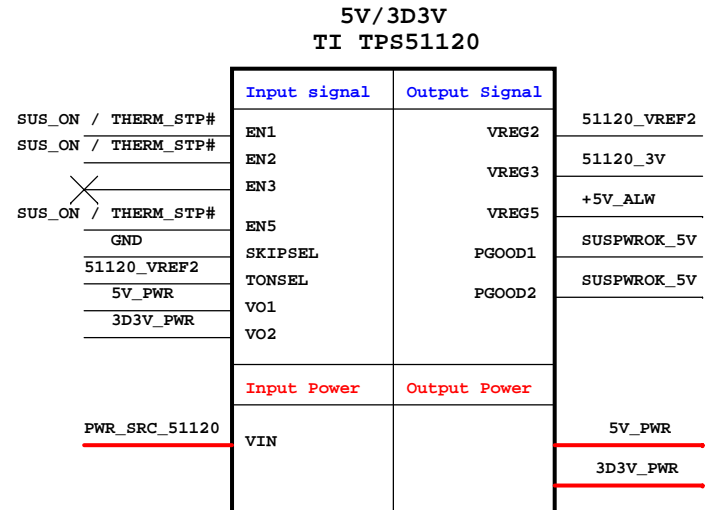 5V/3D3V
TI TPS51120
Input signal Output Signal
SUS_ON / THERM_STP# EN1 VREG2 51120_VREF2
SUS_ON / THERM_STP# EN2 VREG3 51120_3V
EN3 +5V_ALW
SUS_ON / THERM_STP# EN5 VREG5
GND SKIPSEL PGOOD1 SUSPWROK_5V
51120_VREF2 TONSEL PGOOD2 SUSPWROK_5V
5V_PWR VO1
3D3V_PWR VO2
Input Power Output Power
PWR_SRC_51120 VIN 5V_PWR
3D3V_PWR